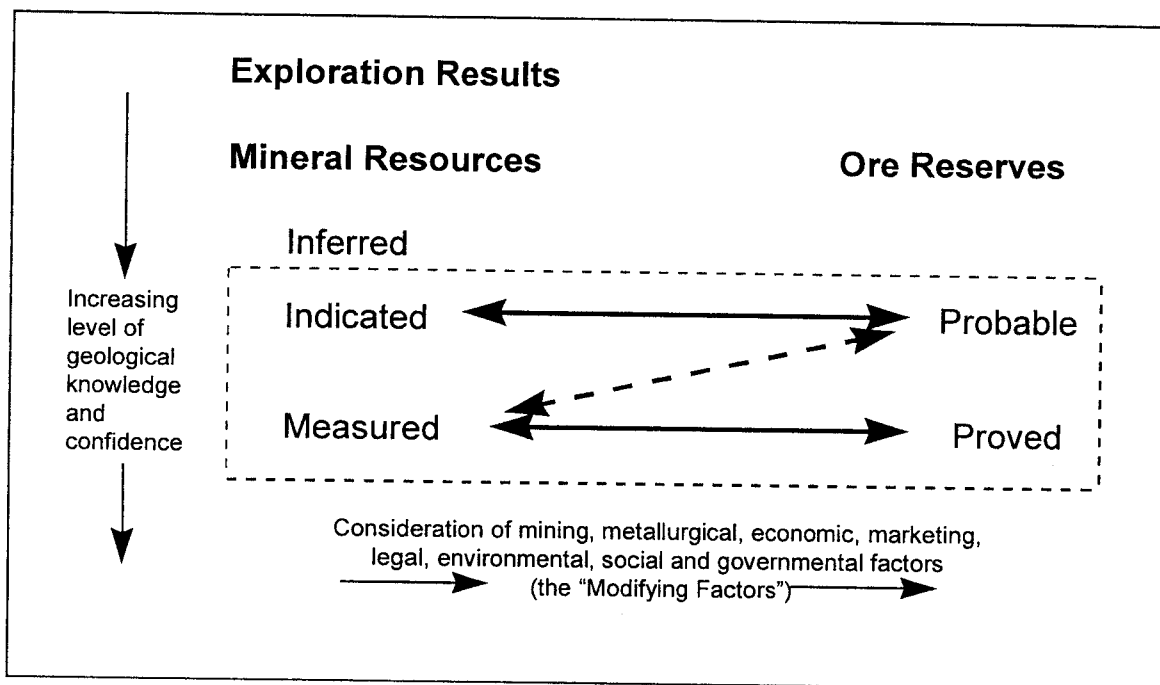 Exploration Results
Mineral Resources
Ore Reserves
Inferred
Indicated
Probable
Measured
Proved
Increasing
level of
geological
knowledge
and
confidence
Consideration of mining, metallurgical, economic, marketing,
legal, environmental, social and governmental factors
(the “Modifying Factors”)